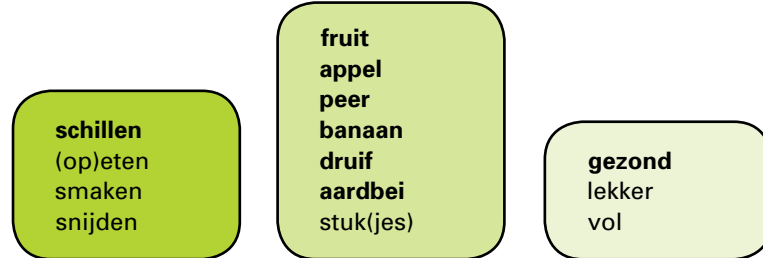 schillen
(op)eten
smaken
snijden
fruit
appel
peer
banaan
druif
aardbei
stuk(jes)
gezond
lekker
vol